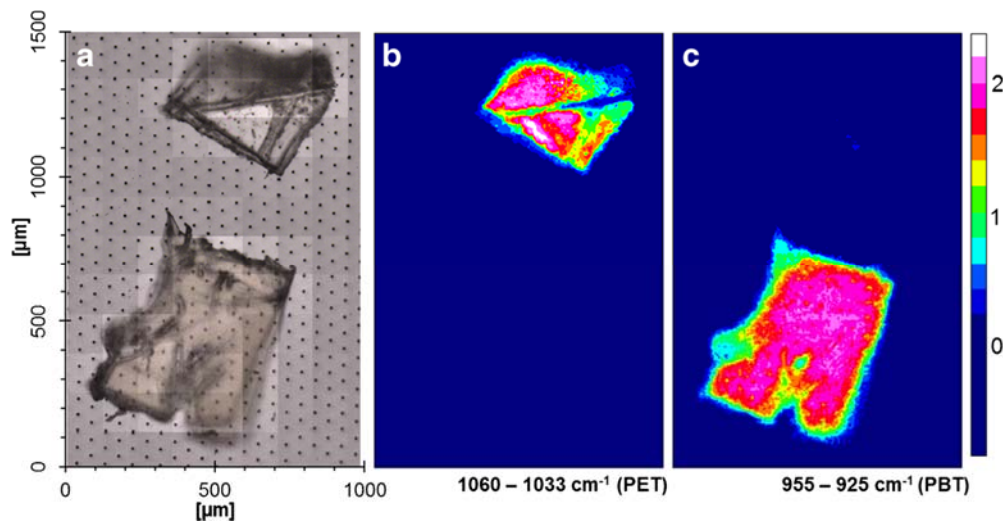 a
b
c
1500
1000
500
0
[µm]
0
500
1000
[µm]
1060 – 1033 cm⁻¹ (PET)
955 – 925 cm⁻¹ (PBT)
2
1
0